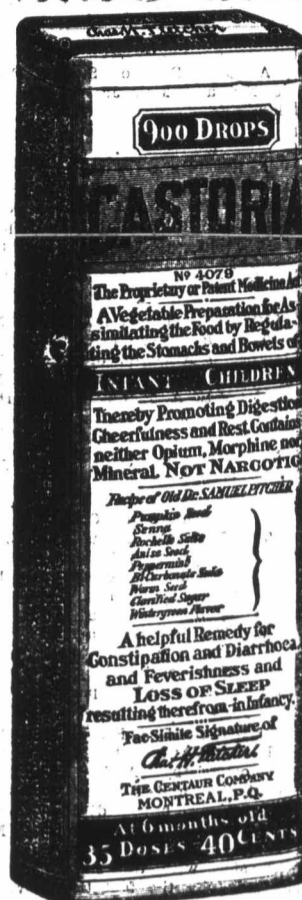 Chas. H. Fletcher
900 DROPS
CASTORIA
Nº 4079
The Proprietary or Patent Medicine Act
A Vegetable Preparation for As-
similating the Food by Regula-
ting the Stomachs and Bowels of
INFANT CHILDREN
Thereby Promoting Digestion
Cheerfulness and Rest Contains
neither Opium, Morphine nor
Mineral. NOT NARCOTIC
Recipe of Old Dr. SAMUEL PITCHER
Pumpkin Seed
Senna
Rochelle Salts
Anise Seed
Peppermint
Bi Carbonate Soda
Worm Seed
Clarified Sugar
Wintergreen Flavor
A helpful Remedy for
Constipation and Diarrhoea
and Feverishness and
LOSS OF SLEEP
resulting therefrom in Infancy.
Fac-Simile Signature of
Chas. H. Fletcher.
THE CENTAUR COMPANY
MONTREAL, P.Q.
At 6 months old
35 DOSES 40 CENTS